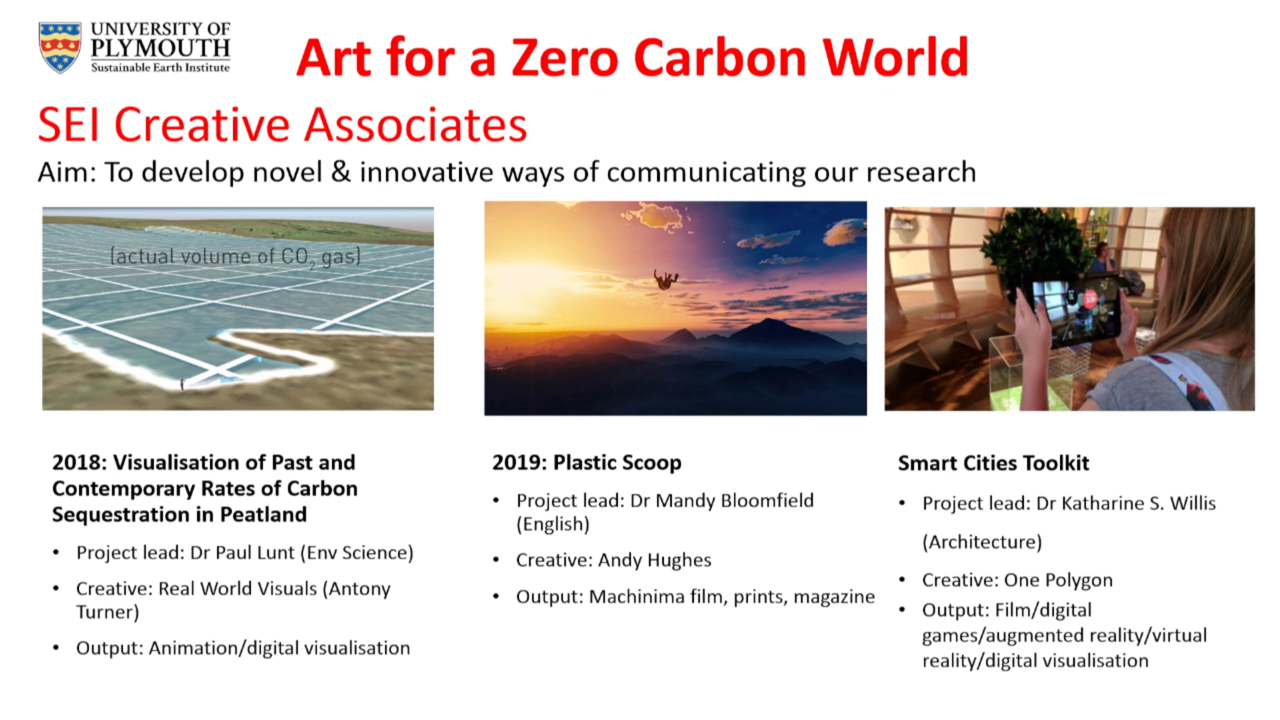 UNIVERSITY OF
PLYMOUTH
Sustainable Earth Institute
Art for a Zero Carbon World
SEI Creative Associates
Aim: To develop novel & innovative ways of communicating our research
[actual volume of CO₂ gas]
2018: Visualisation of Past and
Contemporary Rates of Carbon
Sequestration in Peatland
• Project lead: Dr Paul Lunt (Env Science)
• Creative: Real World Visuals (Antony
Turner)
• Output: Animation/digital visualisation
2019: Plastic Scoop
• Project lead: Dr Mandy Bloomfield
(English)
• Creative: Andy Hughes
• Output: Machinima film, prints, magazine
Smart Cities Toolkit
• Project lead: Dr Katharine S. Willis
(Architecture)
• Creative: One Polygon
• Output: Film/digital
games/augmented reality/virtual
reality/digital visualisation